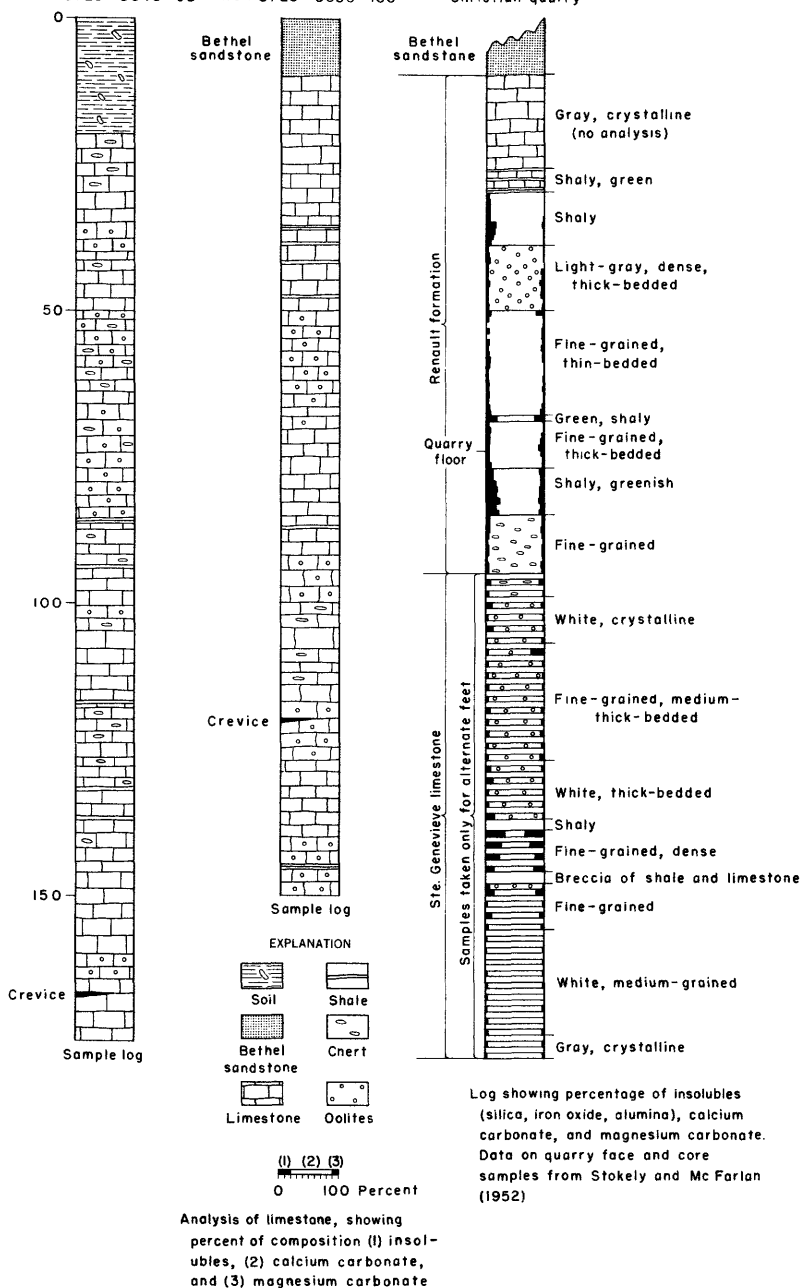 Christian quarry
0
50
100
150
Crevice
Sample log
Bethel
sandstone
Crevice
Sample log
EXPLANATION
Soil
Shale
Bethel
sandstone
Cnert
Limestone
Oolites
(1) (2) (3)
0 100 Percent
Analysis of limestone, showing
percent of composition (1) insol-
ubles, (2) calcium carbonate,
and (3) magnesium carbonate
Bethel
sandstane
Renault formation
Quarry
floor
Ste. Genevieve limestone
Samples taken only for alternate feet
Gray, crystalline
(no analysis)
Shaly, green
Shaly
Light-gray, dense,
thick-bedded
Fine-grained,
thin-bedded
Green, shaly
Fine-grained,
thick-bedded
Shaly, greenish
Fine-grained
White, crystalline
Fine-grained, medium-
thick-bedded
White, thick-bedded
Shaly
Fine-grained, dense
Breccia of shale and limestone
Fine-grained
White, medium-grained
Gray, crystalline
Log showing percentage of insolubles
(silica, iron oxide, alumina), calcium
carbonate, and magnesium carbonate.
Data on quarry face and core
samples from Stokely and Mc Farlan
(1952)